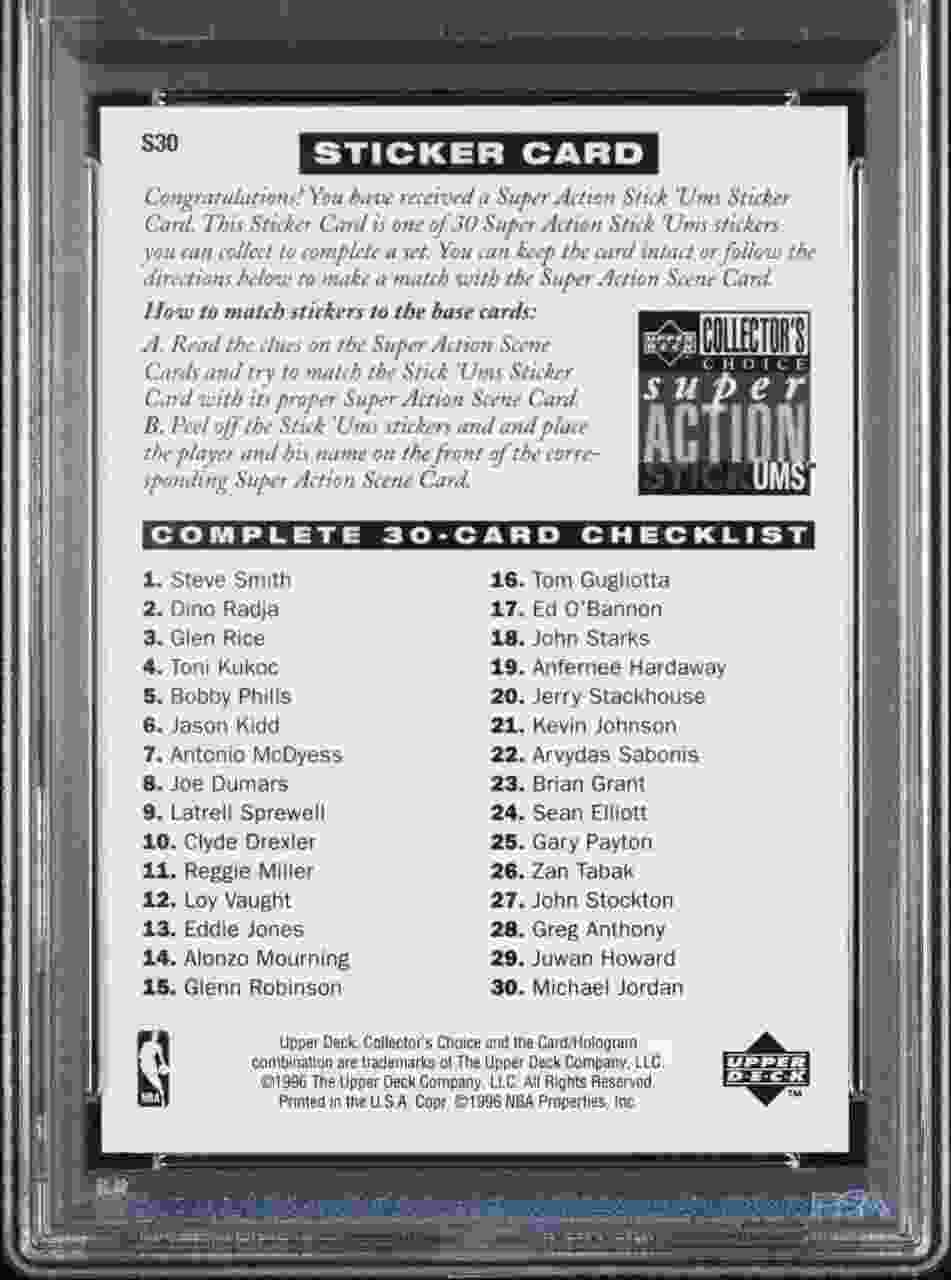 S30
STICKER CARD
Congratulations! You have received a Super Action Stick 'Ums Sticker
Card. This Sticker Card is one of 30 Super Action Stick 'Ums stickers
you can collect to complete a set. You can keep the card intact or follow the
directions below to make a match with the Super Action Scene Card.
How to match stickers to the base cards:
A. Read the clues on the Super Action Scene
Cards and try to match the Stick 'Ums Sticker
Card with its proper Super Action Scene Card
B. Peel off the Stick 'Ums stickers and and place
the player and his name on the front of the corre-
sponding Super Action Scene Card.
COLLECTOR'S
CHOICE
super
ACTION
STICK UMS
COMPLETE 30-CARD CHECKLIST
1. Steve Smith
2. Dino Radja
3. Glen Rice
4. Toni Kukoc
5. Bobby Phills
6. Jason Kidd
7. Antonio McDyess
8. Joe Dumars
9. Latrell Sprewell
10. Clyde Drexler
11. Reggie Miller
12. Loy Vaught
13. Eddie Jones
14. Alonzo Mourning
15. Glenn Robinson
16. Tom Gugliotta
17. Ed O'Bannon
18. John Starks
19. Anfernee Hardaway
20. Jerry Stackhouse
21. Kevin Johnson
22. Arvydas Sabonis
23. Brian Grant
24. Sean Elliott
25. Gary Payton
26. Zan Tabak
27. John Stockton
28. Greg Anthony
29. Juwan Howard
30. Michael Jordan
NBA
Upper Deck, Collector's Choice and the Card/Hologram
combination are trademarks of The Upper Deck Company, LLC.
©1996 The Upper Deck Company, LLC. All Rights Reserved.
Printed in the U.S.A. Copr. ©1996 NBA Properties, Inc.
UPPER
DECK
TM
PSA